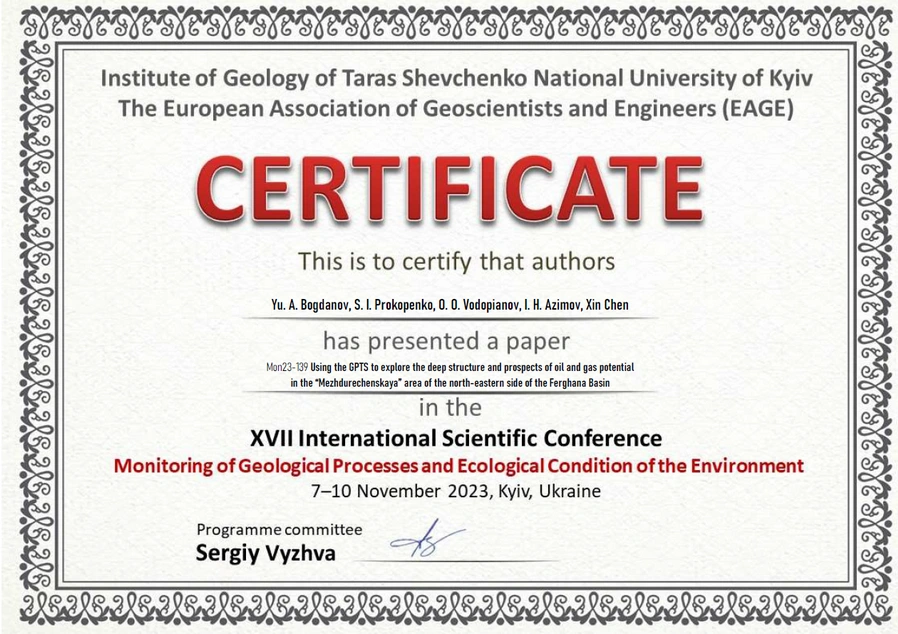 Institute of Geology of Taras Shevchenko National University of Kyiv
The European Association of Geoscientists and Engineers (EAGE)
CERTIFICATE
This is to certify that authors
Yu. A. Bogdanov, S. I. Prokopenko, O. O. Vodopianov, I. H. Azimov, Xin Chen
has presented a paper
Mon23-139 Using the GPTS to explore the deep structure and prospects of oil and gas potential
in the "Mezhdurechenskaya" area of the north-eastern side of the Ferghana Basin
in the
XVII International Scientific Conference
Monitoring of Geological Processes and Ecological Condition of the Environment
7–10 November 2023, Kyiv, Ukraine
Programme committee
Sergiy Vyzhva